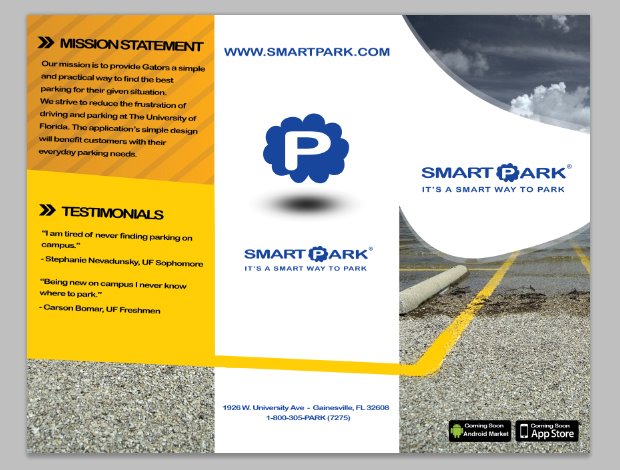 MISSION STATEMENT
Our mission is to provide Gators a simple
and practical way to find the best
parking for their given situation.
We strive to reduce the frustration of
driving and parking at The University of
Florida. The application's simple design
will benefit customers with their
everyday parking needs.
TESTIMONIALS
"I am tired of never finding parking on
campus."
- Stephanie Nevadunsky, UF Sophomore
"Being new on campus I never know
where to park."
- Carson Bomar, UF Freshmen
WWW.SMARTPARK.COM
P
SMARTPARK®
IT'S A SMART WAY TO PARK
1926 W. University Ave - Gainesville, FL 32608
1-800-305-PARK (7275)
SMARTPARK®
IT'S A SMART WAY TO PARK
Coming Soon
Android Market
Coming Soon
App Store